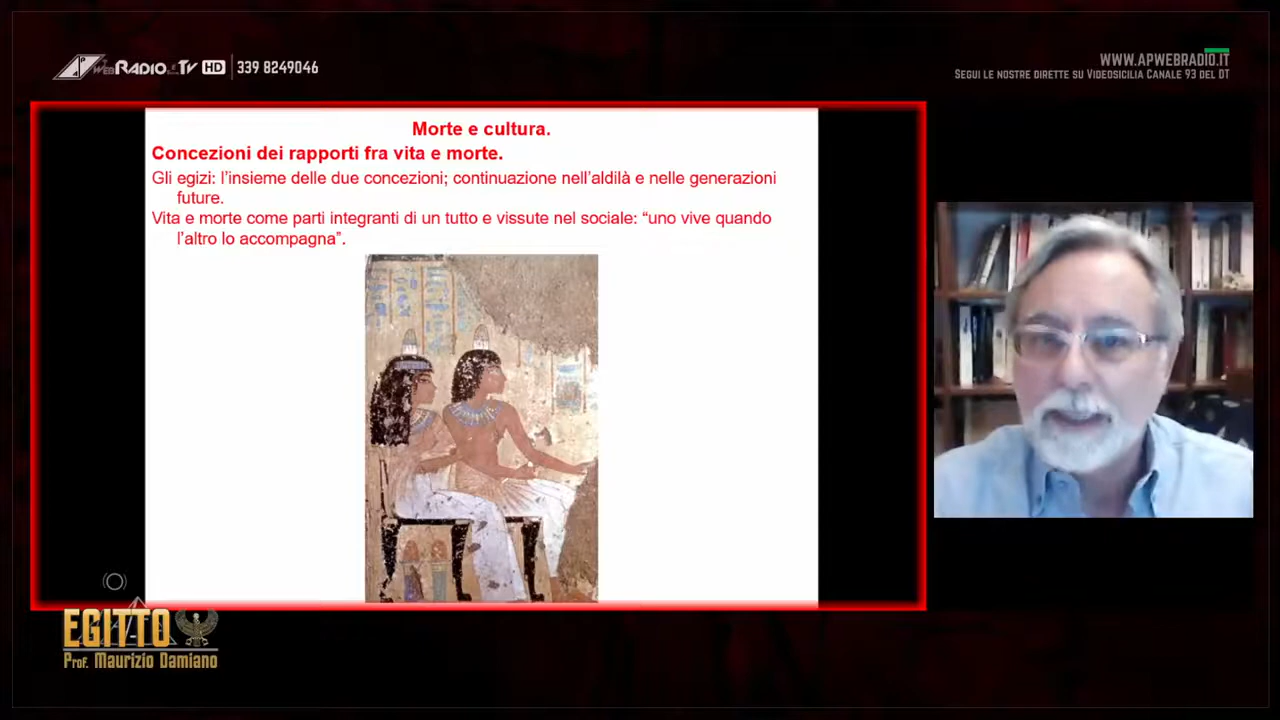 WEB RADIO E TV HD 339 8249046
WWW.APWEBRADIO.IT
SEGUI LE NOSTRE DIRETTE SU VIDEOSICILIA CANALE 93 DEL DT
Morte e cultura.
Concezioni dei rapporti fra vita e morte.
Gli egizi: l’insieme delle due concezioni; continuazione nell’aldilà e nelle generazioni
future.
Vita e morte come parti integranti di un tutto e vissute nel sociale: “uno vive quando
l’altro lo accompagna”.
EGITTO
PROF. MAURIZIO DAMIANO